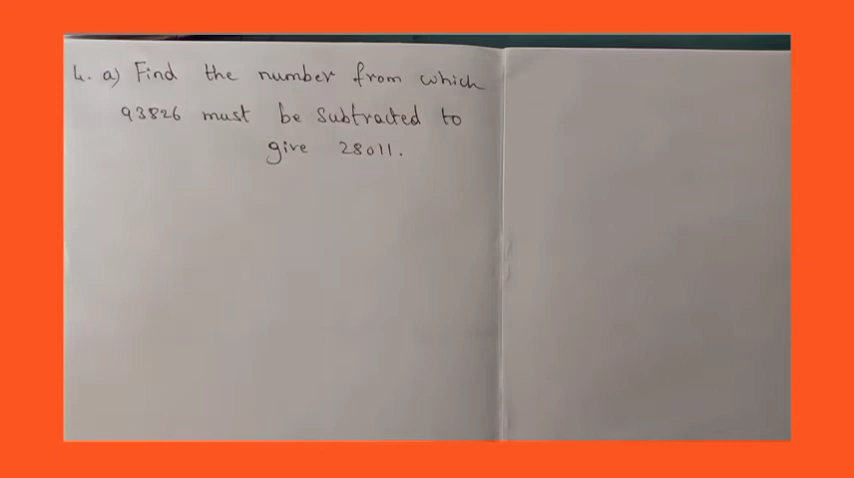 4. a) Find the number from which
93826 must be subtracted to
give 28011.